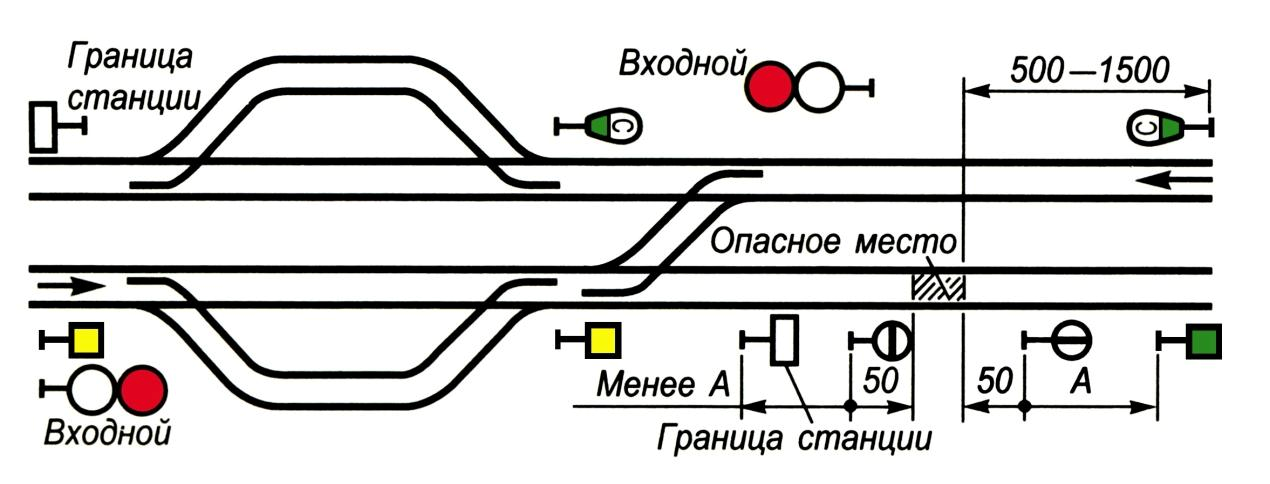 Граница
станции
Входной
500–1500
С
С
Опасное место
Менее А
50
50
А
Входной
Граница станции